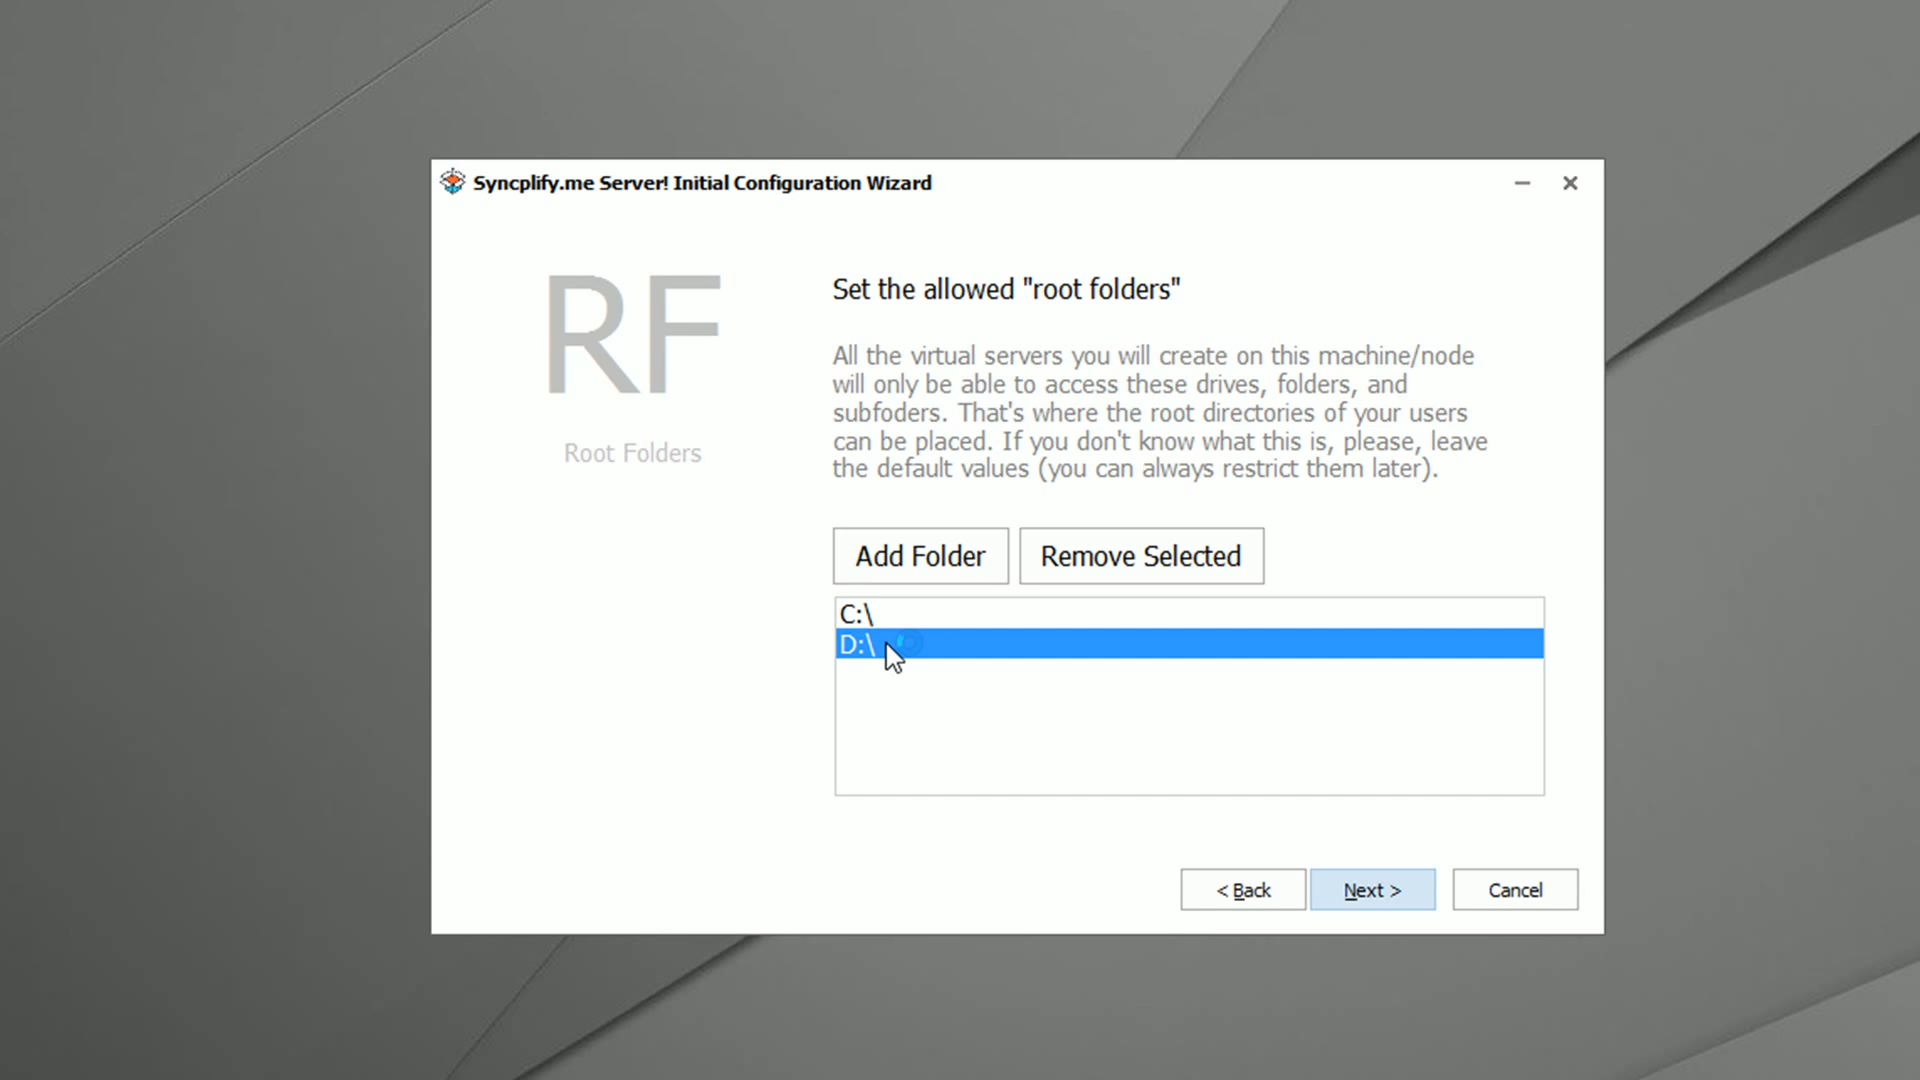 Syncplify.me Server! Initial Configuration Wizard
RF
Root Folders
Set the allowed "root folders"
All the virtual servers you will create on this machine/node
will only be able to access these drives, folders, and
subfoders. That's where the root directories of your users
can be placed. If you don't know what this is, please, leave
the default values (you can always restrict them later).
Add Folder
Remove Selected
C:\
D:\
< Back
Next >
Cancel